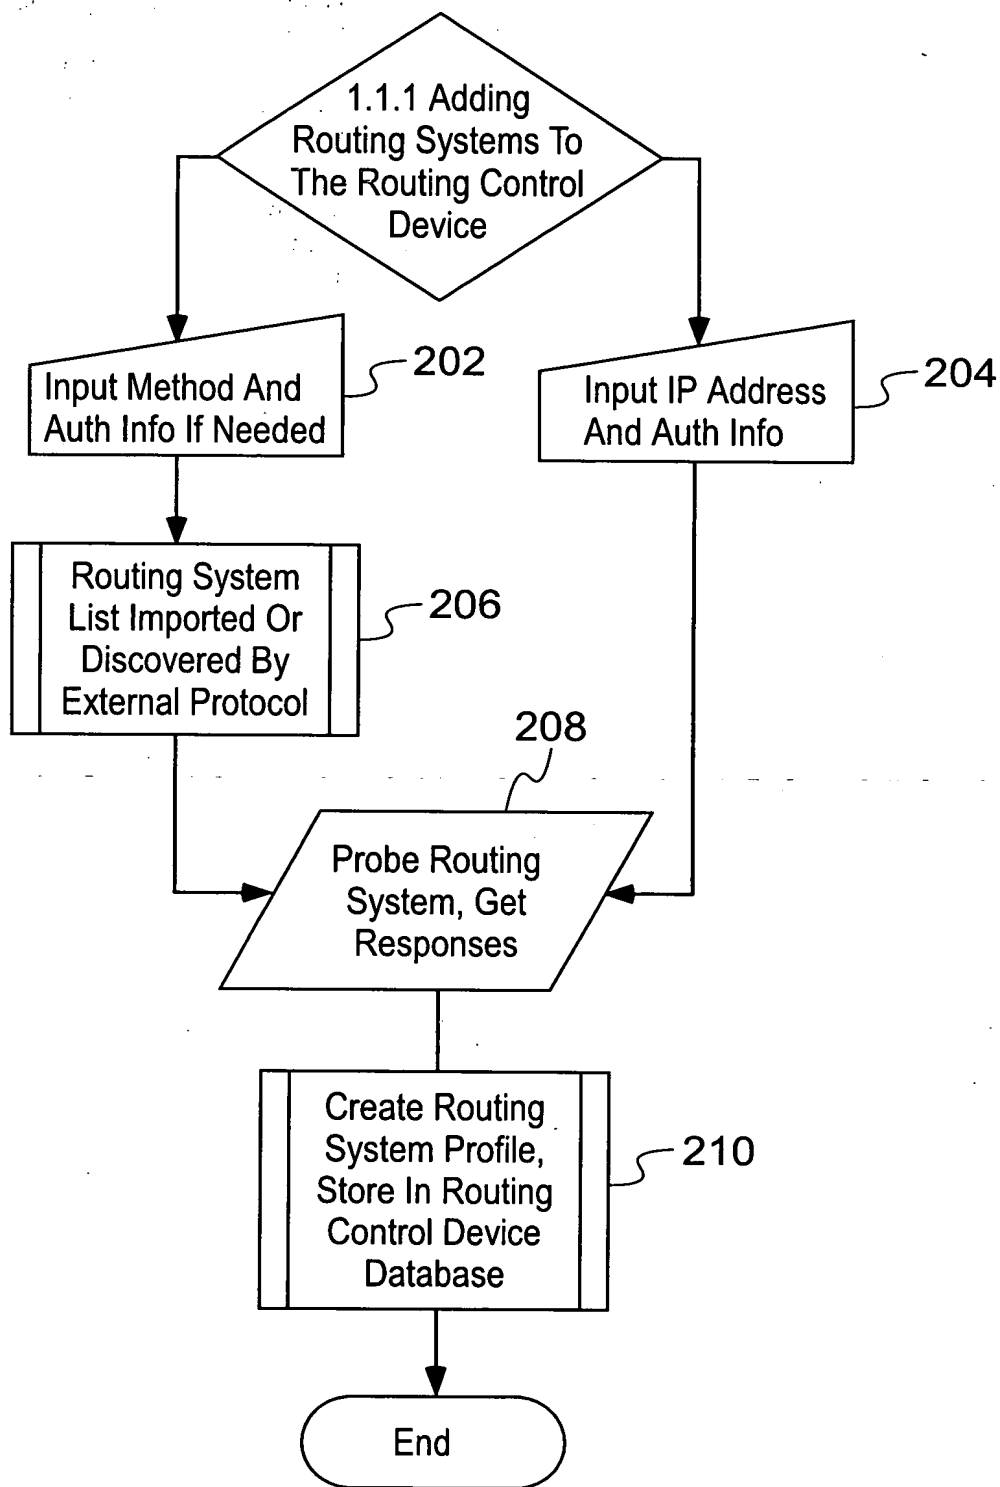 1.1.1 Adding
Routing Systems To
The Routing Control
Device
Input Method And
Auth Info If Needed
202
Input IP Address
And Auth Info
204
Routing System
List Imported Or
Discovered By
External Protocol
206
208
Probe Routing
System, Get
Responses
Create Routing
System Profile,
Store In Routing
Control Device
Database
210
End